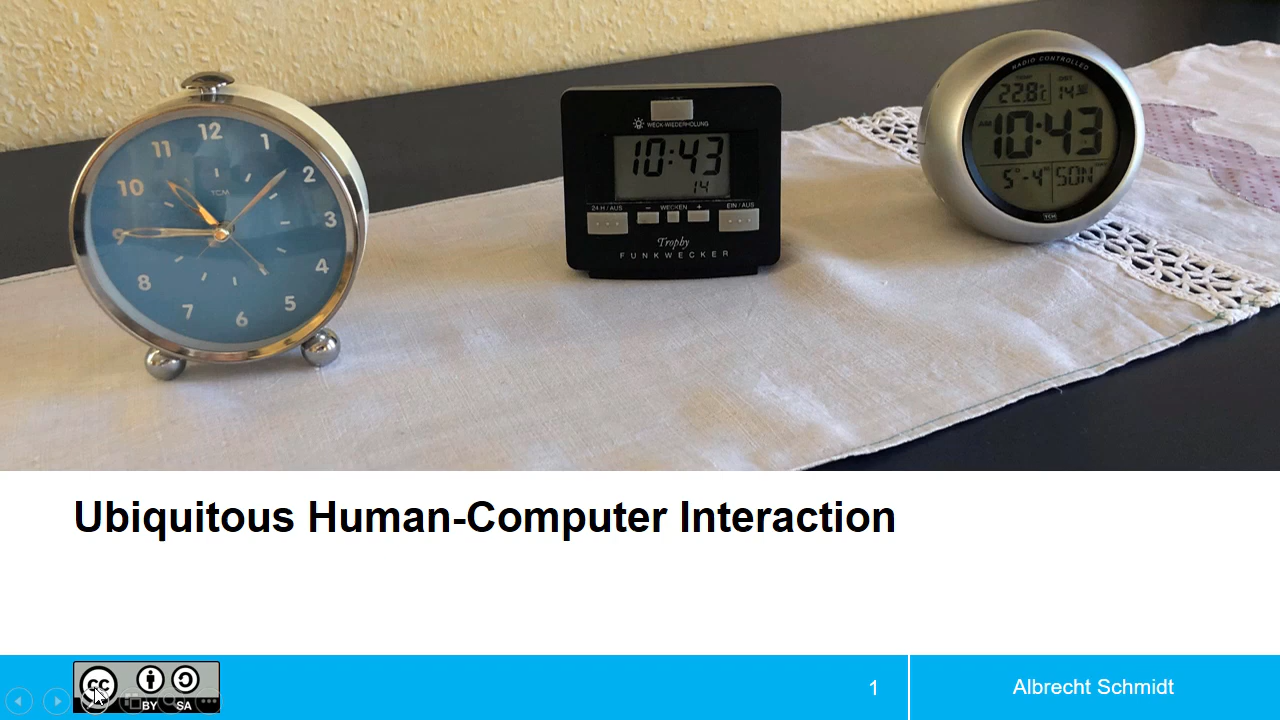 12
11
1
10
2
TCM
3
9
4
8
5
7
6
WECK-WIEDERHOLUNG
10:43
14
24-H / AUS
− WECKEN +
EIN / AUS
Trophy
FUNKWECKER
RADIO CONTROLLED
22.8°C
14
AM
10:43
5°-4
SUN
TCM
Ubiquitous Human-Computer Interaction
cc
BY SA
1
Albrecht Schmidt